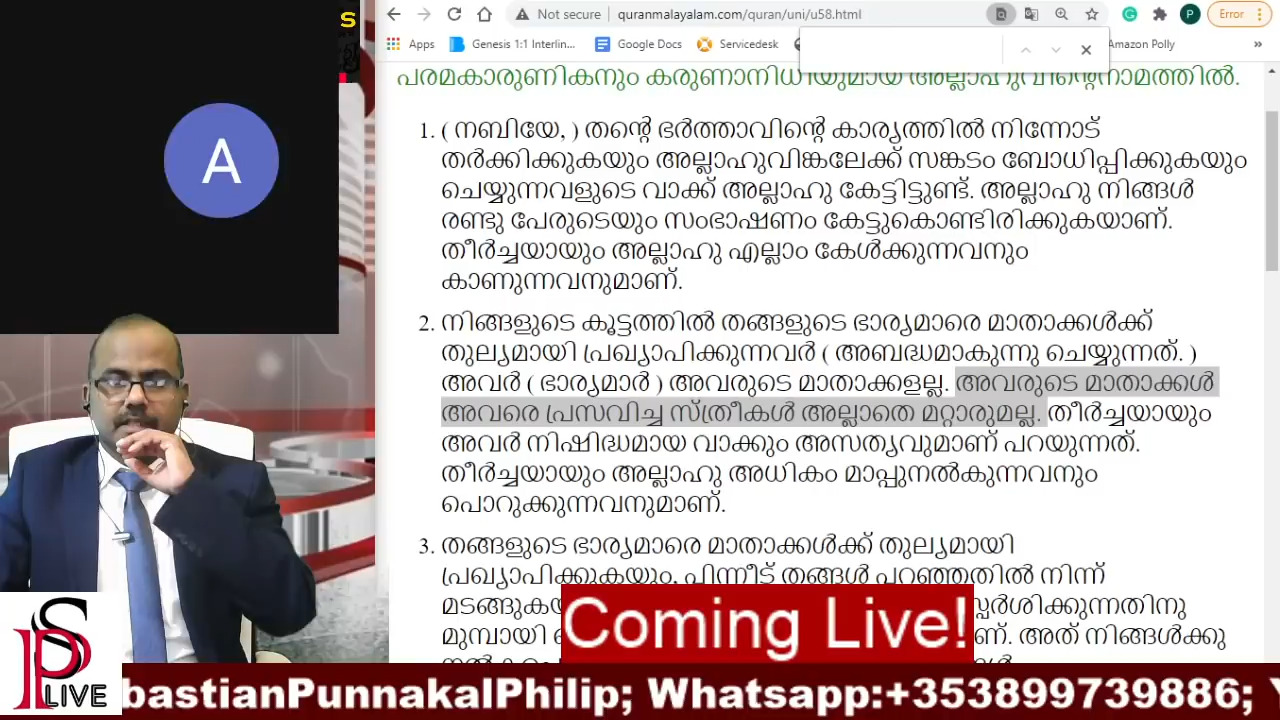 S
Not secure
quranmalayalam.com/quran/uni/u58.html
P
Error
Apps
Genesis 1:1 Interlin...
Google Docs
Servicedesk
Amazon Polly
»
A
പരമകാരുണികനും കരുണാനിധിയുമായ അല്ലാഹുവിന്റെനാമത്തിൽ.
1. ( നബിയേ, ) തന്റെ ഭർത്താവിന്റെ കാര്യത്തിൽ നിന്നോട്
തർക്കിക്കുകയും അല്ലാഹുവിങ്കലേക്ക് സങ്കടം ബോധിപ്പിക്കുകയും
ചെയ്യുന്നവളുടെ വാക്ക് അല്ലാഹു കേട്ടിട്ടുണ്ട്. അല്ലാഹു നിങ്ങൾ
രണ്ടു പേരുടെയും സംഭാഷണം കേട്ടുകൊണ്ടിരിക്കുകയാണ്.
തീർച്ചയായും അല്ലാഹു എല്ലാം കേൾക്കുന്നവനും
കാണുന്നവനുമാണ്.
2. നിങ്ങളുടെ കൂട്ടത്തിൽ തങ്ങളുടെ ഭാര്യമാരെ മാതാക്കൾക്ക്
തുല്യമായി പ്രഖ്യാപിക്കുന്നവർ ( അബദ്ധമാകുന്നു ചെയ്യുന്നത്. )
അവർ ( ഭാര്യമാർ ) അവരുടെ മാതാക്കളല്ല. അവരുടെ മാതാക്കൾ
അവരെ പ്രസവിച്ച സ്ത്രീകൾ അല്ലാതെ മറ്റാരുമല്ല. തീർച്ചയായും
അവർ നിഷിദ്ധമായ വാക്കും അസത്യവുമാണ് പറയുന്നത്.
തീർച്ചയായും അല്ലാഹു അധികം മാപ്പുനൽകുന്നവനും
പൊറുക്കുന്നവനുമാണ്.
3. തങ്ങളുടെ ഭാര്യമാരെ മാതാക്കൾക്ക് തുല്യമായി
പ്രഖ്യാപിക്കുകയും, പിന്നീട് തങ്ങൾ പറഞ്ഞതിൽ നിന്ന്
സ്പർശിക്കുന്നതിനു
മുമ്പായി
അത് നിങ്ങൾക്കു
Coming Live!
SP LIVE
bastianPunnakalPhilip; Whatsapp:+353899739886; Y